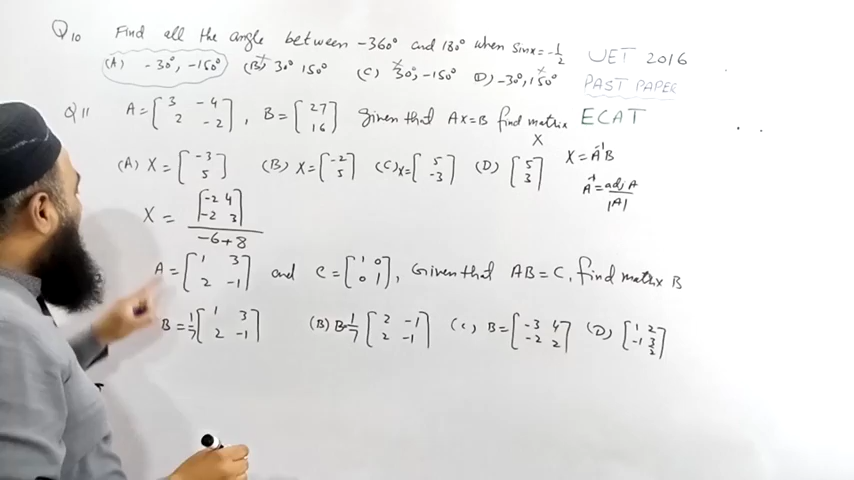 Q10 Find all the angle between -360° and 180° when sinx = -1/2
UET 2016
(A) -30°, -150° (B) 30° 150° (C) 30°, -150° (D) -30°, 150°
PAST PAPER
Q11 A = [3 -4 2 -2], B = [27 16] Given that AX = B find matrix X
ECAT
(A) X = [-3 5] (B) X = [-2 5] (C) X = [5 -3] (D) [5 3]
X = A⁻¹B
A⁻¹ = adj A / |A|
X = [-2 4 -2 3] / -6+8
A = [1 3 2 -1] and C = [1 0 0 1], Given that AB = C, find matrix B
B = 1/7 [1 3 2 -1] (B) B = 1/7 [2 -1 2 -1] (C) B = [-3 4 -2 2] (D) [1 2 -1 3/2]